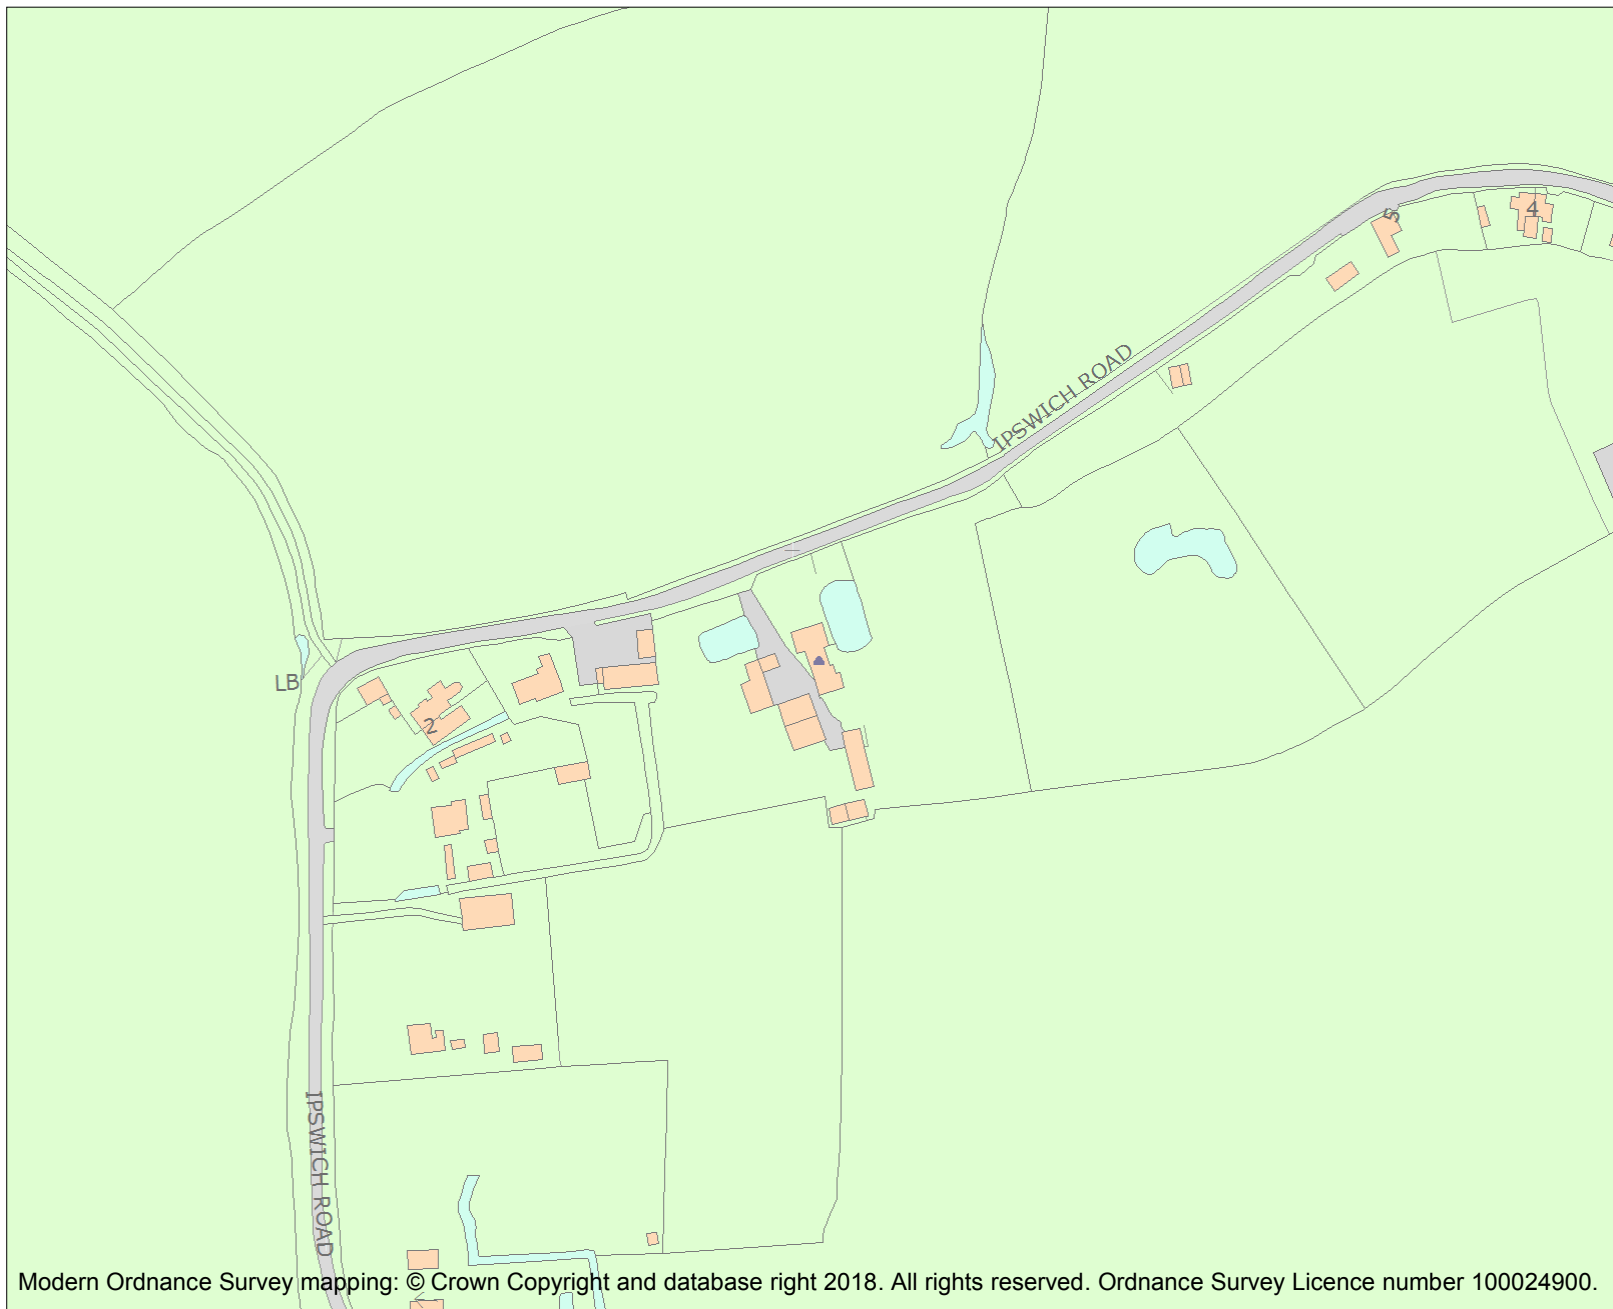 5
4
IPSWICH ROAD
LB
2
IPSWICH ROAD
Modern Ordnance Survey mapping: © Crown Copyright and database right 2018. All rights reserved. Ordnance Survey Licence number 100024900.